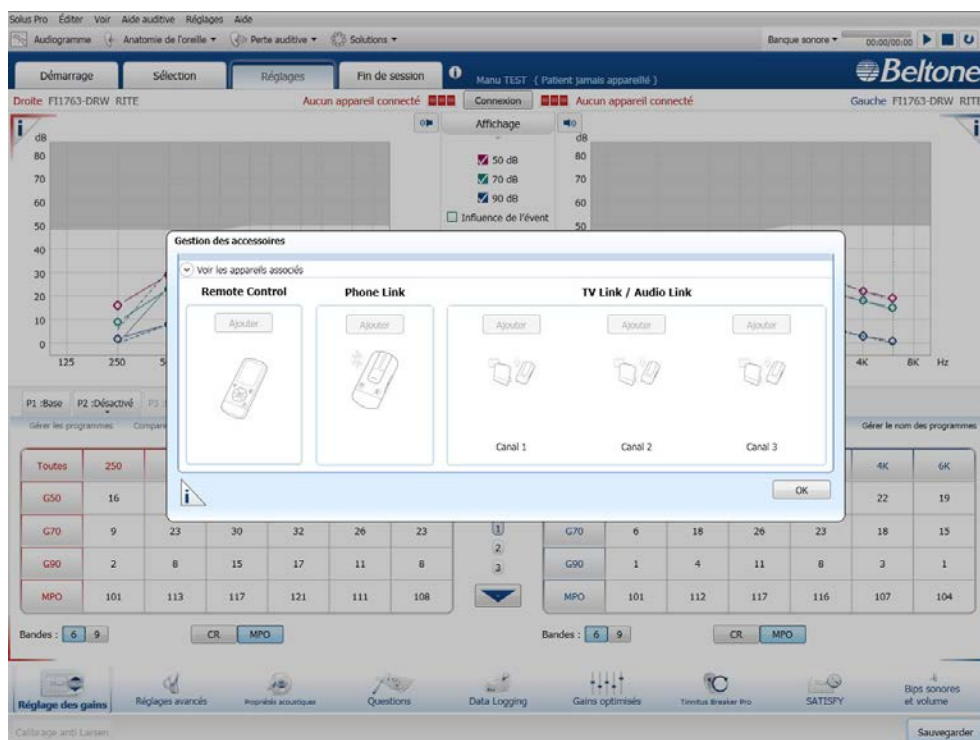 Solus Pro Éditer Voir Aide auditive Réglages Aide
Audiogramme Anatomie de l'oreille Perte auditive Solutions Banque sonore 00:00/00:00
Démarrage Sélection Réglages Fin de session Manu TEST ( Patient jamais appareillé ) Beltone
Droite FI1763-DRW RITE Aucun appareil connecté Connexion Aucun appareil connecté Gauche FI1763-DRW RITE
Affichage
dB dB
80 50 dB 80
70 70 dB 70
60 90 dB 60
50 Influence de l'évent 50
Gestion des accessoires
40
Voir les appareils associés
30
Remote Control Phone Link TV Link / Audio Link
20
Ajouter Ajouter Ajouter Ajouter Ajouter
10
0
125 250 4K 8K Hz
P1 :Base P2 :Désactivé
Canal 1 Canal 2 Canal 3
Gérer les programmes Gérer le nom des programmes
Toutes 250 4K 6K
OK
G50 16 22 19
G70 9 23 30 32 26 23 1 G70 6 18 26 23 18 15
2
G90 2 8 15 17 11 8 3 G90 1 4 11 8 3 1
MPO 101 113 117 121 111 108 MPO 101 112 117 116 107 104
Bandes : 6 9 CR MPO Bandes : 6 9 CR MPO
Réglage des gains Réglages avancés Propriétés acoustiques Questions Data Logging Gains optimisés Tinnitus Breaker Pro SATISFY Bips sonores
et volume
Calibrage anti Larsen Sauvegarder